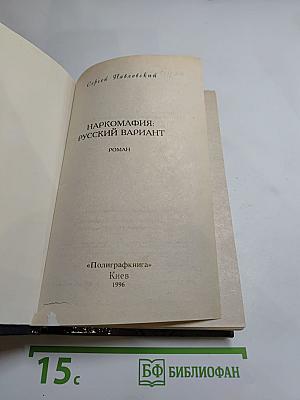 Сергей Павловский
НАРКОМАФИЯ:
РУССКИЙ ВАРИАНТ
РОМАН
«Полиграфкнига»
Киев
1996
15с
БФ БИБЛИОФАН